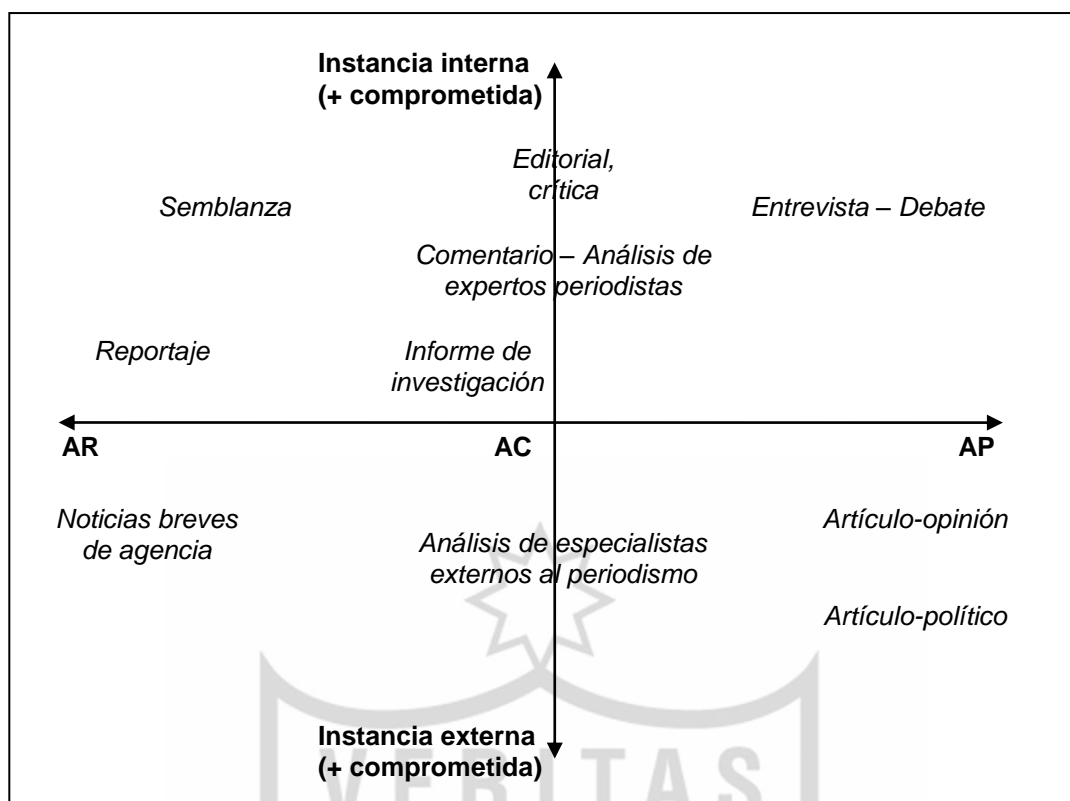 Instancia interna
(+ comprometida)
Editorial,
crítica
Semblanza
Entrevista – Debate
Comentario – Análisis de
expertos periodistas
Reportaje
Informe de
investigación
AR
AC
AP
Noticias breves
de agencia
Análisis de especialistas
externos al periodismo
Artículo-opinión
Artículo-político
Instancia externa
(+ comprometida)
VERITAS